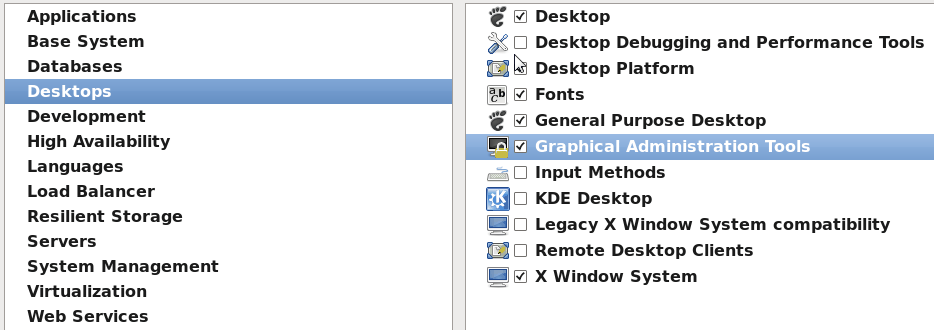 Applications
Base System
Databases
Desktops
Development
High Availability
Languages
Load Balancer
Resilient Storage
Servers
System Management
Virtualization
Web Services
Desktop
Desktop Debugging and Performance Tools
Desktop Platform
Fonts
General Purpose Desktop
Graphical Administration Tools
Input Methods
KDE Desktop
Legacy X Window System compatibility
Remote Desktop Clients
X Window System